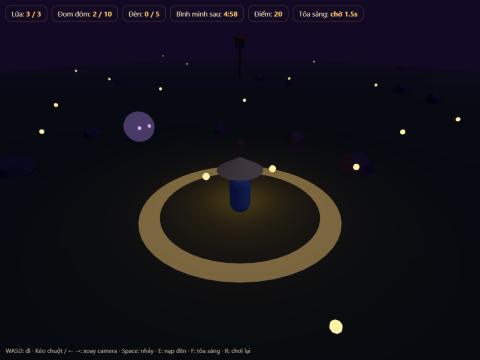 Lửa: 3 / 3
Đom đóm: 2 / 10
Đèn: 0 / 5
Bình minh sau: 4:58
Điểm: 20
Tỏa sáng: chờ 1.5s
WASD: đi · Kéo chuột / ← →: xoay camera · Space: nhảy · E: nạp đèn · F: tỏa sáng · R: chơi lại